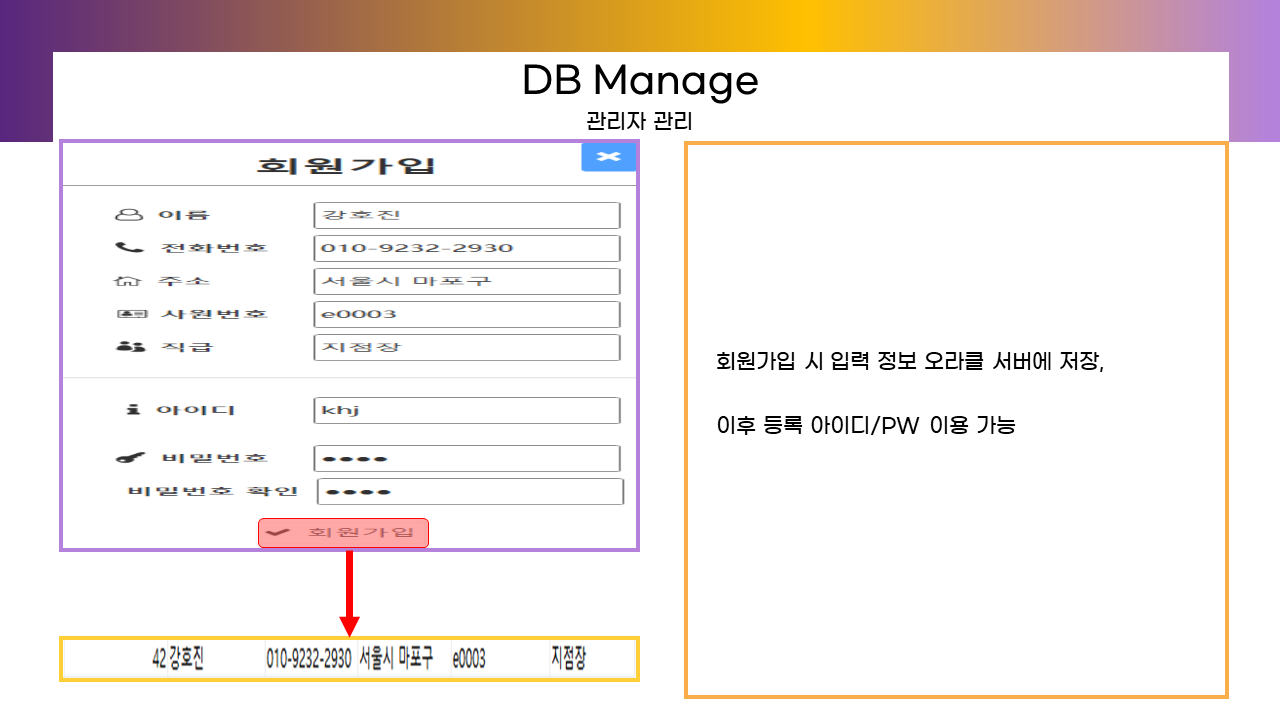 DB Manage
관리자 관리
회원가입
이름 강호진
전화번호 010-9232-2930
주소 서울시 마포구
사원번호 e0003
직급 지점장
아이디 khj
비밀번호 ●●●●
비밀번호 확인 ●●●●
회원가입
42 강호진 010-9232-2930 서울시 마포구 e0003 지점장
회원가입 시 입력 정보 오라클 서버에 저장,
이후 등록 아이디/PW 이용 가능